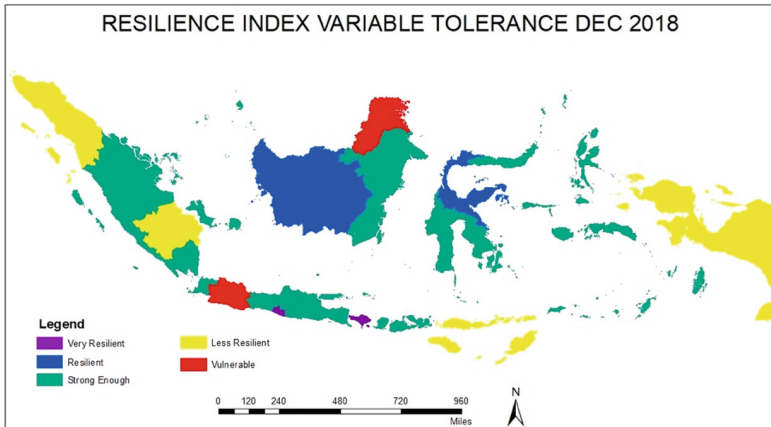 RESILIENCE INDEX VARIABLE TOLERANCE DEC 2018
Legend
Very Resilient
Resilient
Strong Enough
Less Resilient
Vulnerable
0 120 240 480 720 960
Miles
N